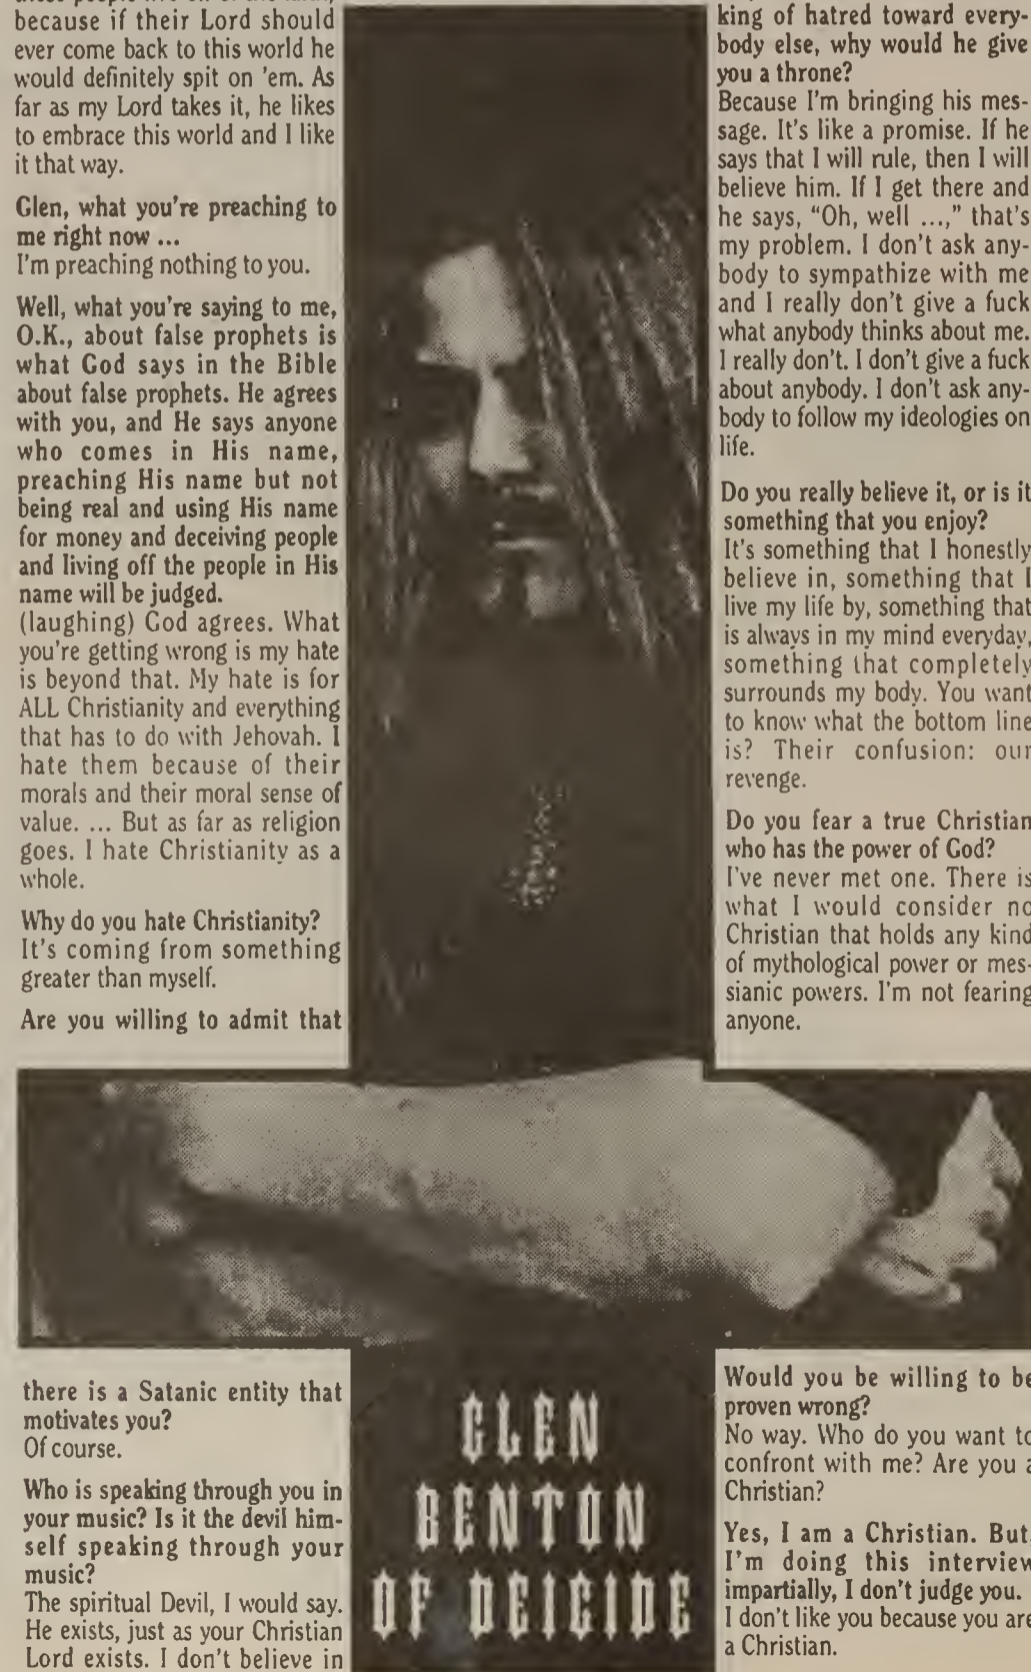 because if their Lord should
ever come back to this world he
would definitely spit on 'em. As
far as my Lord takes it, he likes
to embrace this world and I like
it that way.
Glen, what you're preaching to
me right now ...
I'm preaching nothing to you.
Well, what you're saying to me,
O.K., about false prophets is
what God says in the Bible
about false prophets. He agrees
with you, and He says anyone
who comes in His name,
preaching His name but not
being real and using His name
for money and deceiving people
and living off the people in His
name will be judged.
(laughing) God agrees. What
you're getting wrong is my hate
is beyond that. My hate is for
ALL Christianity and everything
that has to do with Jehovah. I
hate them because of their
morals and their moral sense of
value. ... But as far as religion
goes. I hate Christianity as a
whole.
Why do you hate Christianity?
It's coming from something
greater than myself.
Are you willing to admit that
there is a Satanic entity that
motivates you?
Of course.
Who is speaking through you in
your music? Is it the devil him-
self speaking through your
music?
The spiritual Devil, I would say.
He exists, just as your Christian
Lord exists. I don't believe in
GLEN
BENTON
OF DEICIDE
king of hatred toward every-
body else, why would he give
you a throne?
Because I'm bringing his mes-
sage. It's like a promise. If he
says that I will rule, then I will
believe him. If I get there and
he says, "Oh, well ...," that's
my problem. I don't ask any-
body to sympathize with me
and I really don't give a fuck
what anybody thinks about me.
I really don't. I don't give a fuck
about anybody. I don't ask any-
body to follow my ideologies on
life.
Do you really believe it, or is it
something that you enjoy?
It's something that I honestly
believe in, something that I
live my life by, something that
is always in my mind everyday,
something that completely
surrounds my body. You want
to know what the bottom line
is? Their confusion: our
revenge.
Do you fear a true Christian
who has the power of God?
I've never met one. There is
what I would consider no
Christian that holds any kind
of mythological power or mes-
sianic powers. I'm not fearing
anyone.
Would you be willing to be
proven wrong?
No way. Who do you want to
confront with me? Are you a
Christian?
Yes, I am a Christian. But,
I'm doing this interview
impartially, I don't judge you.
I don't like you because you are
a Christian.